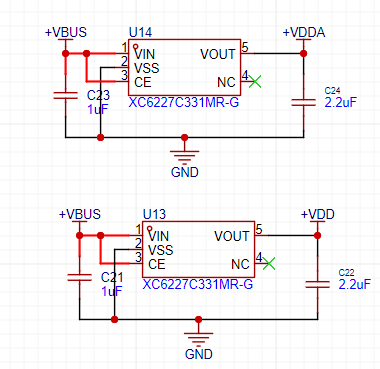 +VBUS
U14
+VDDA
1
VIN
2
VSS
3
CE
VOUT
5
NC
4
XC6227C331MR-G
C23
1uF
C24
2.2uF
GND
+VBUS
U13
+VDD
1
VIN
2
VSS
3
CE
VOUT
5
NC
4
XC6227C331MR-G
C21
1uF
C22
2.2uF
GND